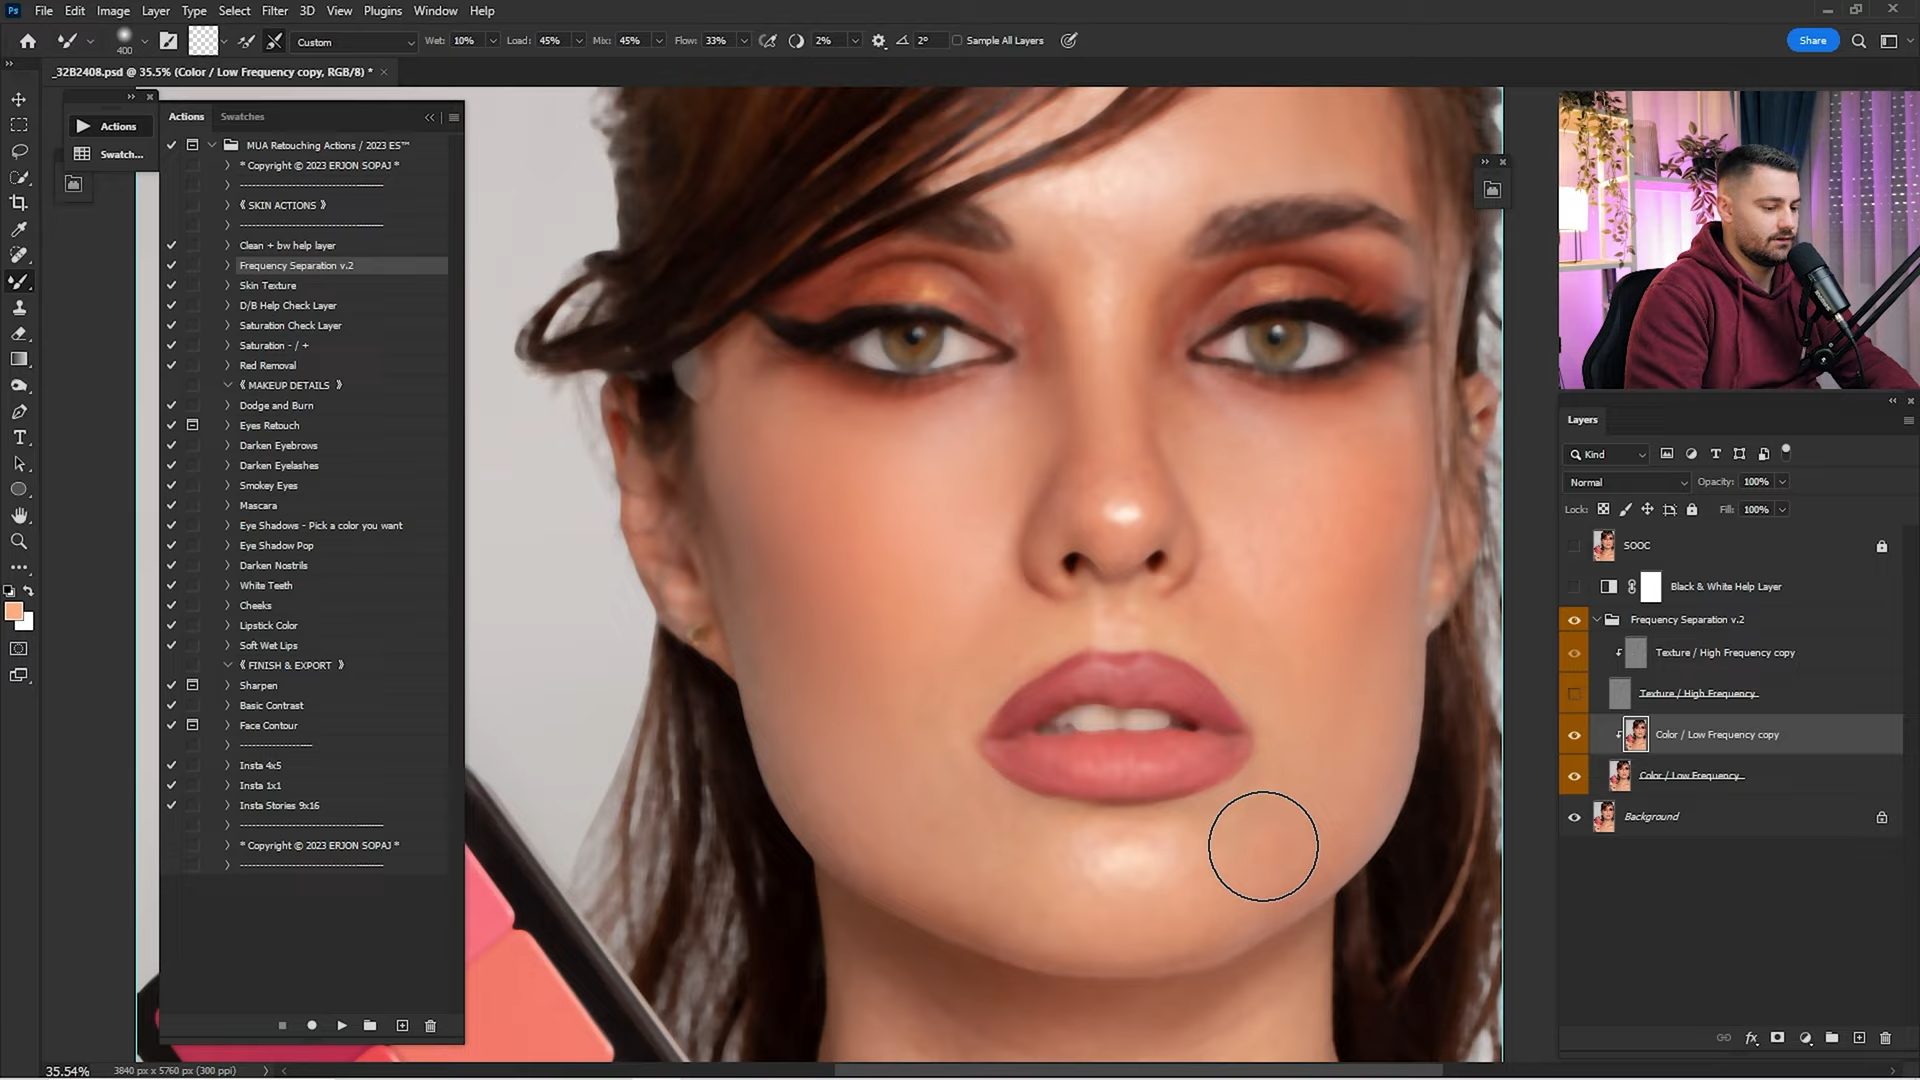 Ps File Edit Image Layer Type Select Filter 3D View Plugins Window Help
400 Custom Wet: 10% Load: 45% Mix: 45% Flow: 33% 2% 2° Sample All Layers Share
_32B2408.psd @ 35.5% (Color / Low Frequency copy, RGB/8) *
Actions
Swatch...
Actions Swatches
MUA Retouching Actions / 2023 ES™
* Copyright © 2023 ERJON SOPAJ *
--------------------------------
《 SKIN ACTIONS 》
--------------------------------
Clean + bw help layer
Frequency Separation v.2
Skin Texture
D/B Help Check Layer
Saturation Check Layer
Saturation - / +
Red Removal
《 MAKEUP DETAILS 》
Dodge and Burn
Eyes Retouch
Darken Eyebrows
Darken Eyelashes
Smokey Eyes
Mascara
Eye Shadows - Pick a color you want
Eye Shadow Pop
Darken Nostrils
White Teeth
Cheeks
Lipstick Color
Soft Wet Lips
《 FINISH & EXPORT 》
Sharpen
Basic Contrast
Face Contour
----------------
Insta 4x5
Insta 1x1
Insta Stories 9x16
--------------------------------
* Copyright © 2023 ERJON SOPAJ *
--------------------------------
Layers
Kind
Normal Opacity: 100%
Lock: Fill: 100%
SOOC
Black & White Help Layer
Frequency Separation v.2
Texture / High Frequency copy
Texture / High Frequency
Color / Low Frequency copy
Color / Low Frequency
Background
fx
35.54% 3840 px x 5760 px (300 ppi)